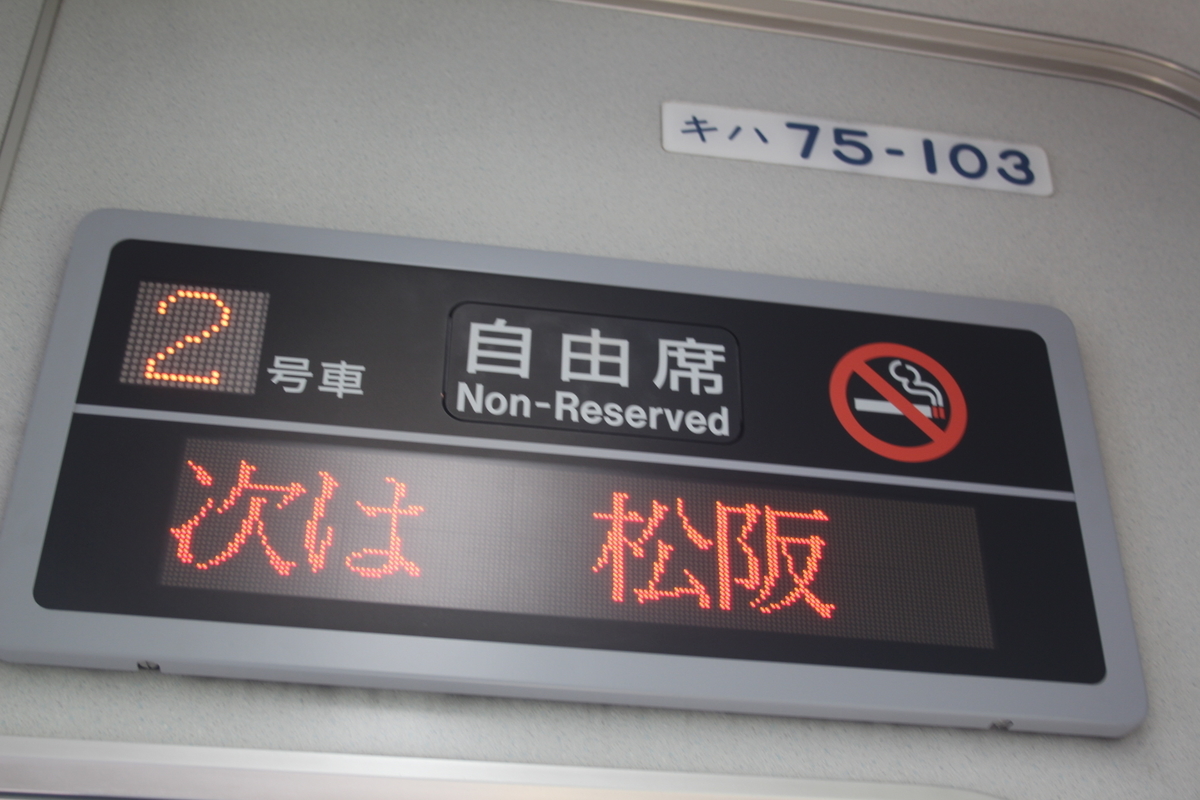 キハ 75-103
2号車
自由席
Non-Reserved
次は 松阪